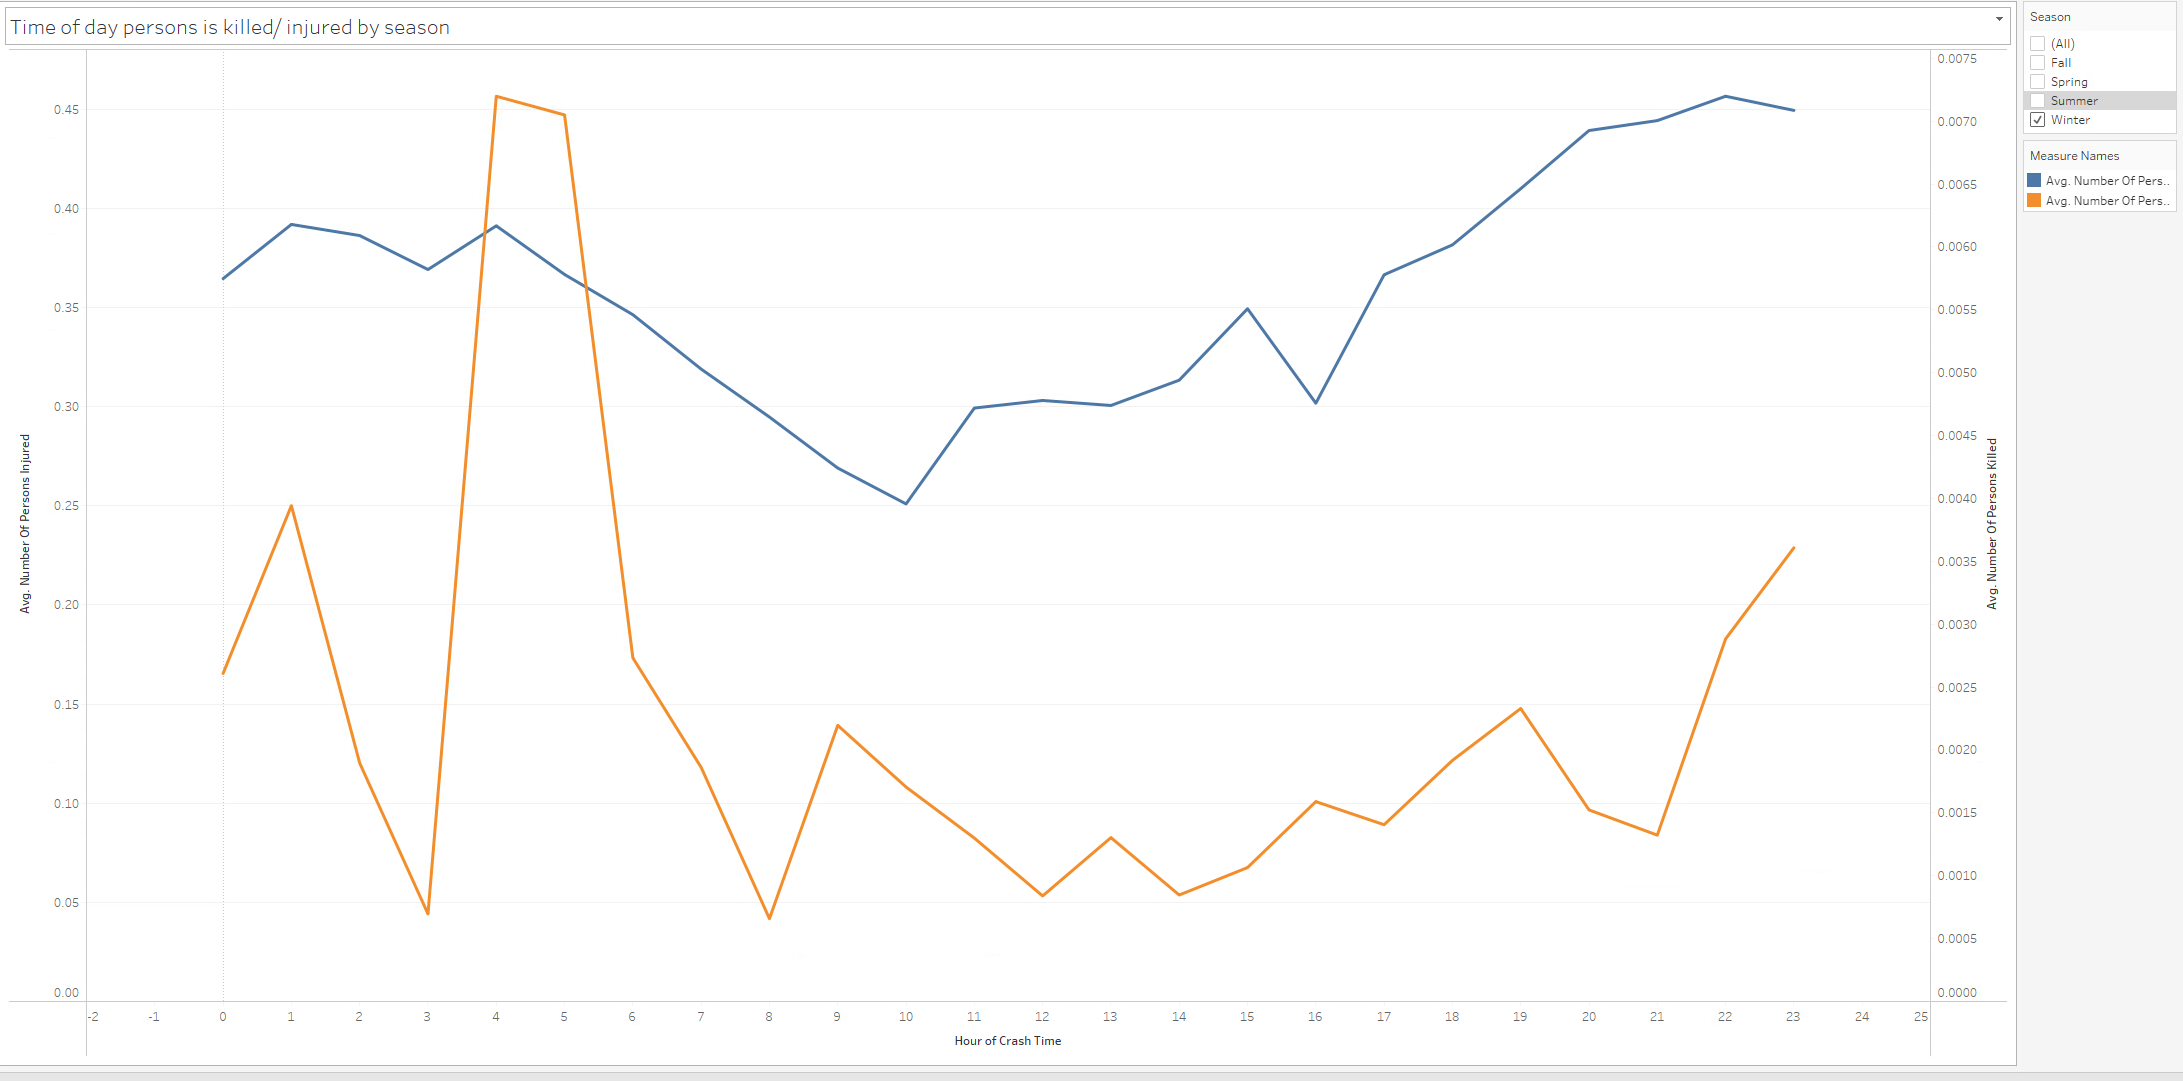 Time of day persons is killed/ injured by season
Season
(All)
Fall
Spring
Summer
Winter
Measure Names
Avg. Number Of Pers..
Avg. Number Of Pers..
Avg. Number Of Persons Injured
0.45
0.40
0.35
0.30
0.25
0.20
0.15
0.10
0.05
0.00
0.0075
0.0070
0.0065
0.0060
0.0055
0.0050
0.0045
0.0040
0.0035
0.0030
0.0025
0.0020
0.0015
0.0010
0.0005
0.0000
Avg. Number Of Persons Killed
-2 -1 0 1 2 3 4 5 6 7 8 9 10 11 12 13 14 15 16 17 18 19 20 21 22 23 24 25
Hour of Crash Time